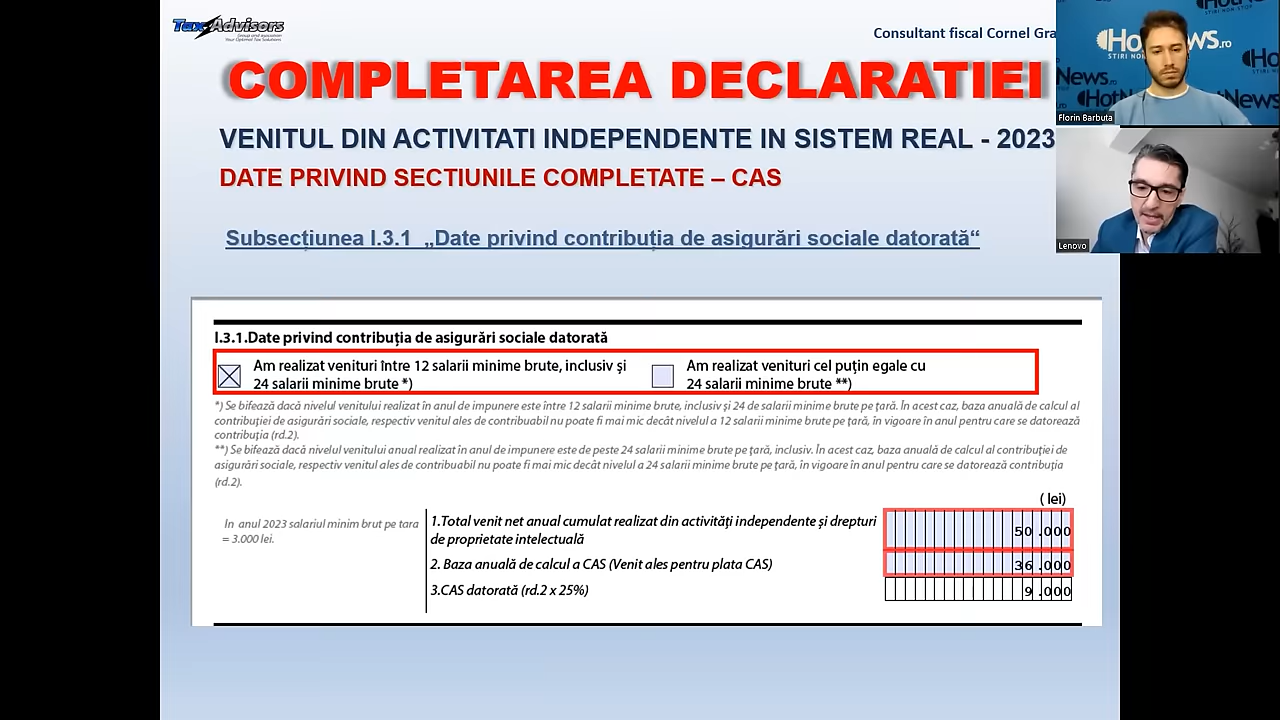 Tax Advisors
Consultant fiscal Cornel Gra
COMPLETAREA DECLARATIEI
VENITUL DIN ACTIVITATI INDEPENDENTE IN SISTEM REAL - 2023
DATE PRIVIND SECTIUNILE COMPLETATE – CAS
Subsecțiunea I.3.1 „Date privind contribuția de asigurări sociale datorată“
I.3.1.Date privind contribuția de asigurări sociale datorată
Am realizat venituri între 12 salarii minime brute, inclusiv și
24 salarii minime brute *)
Am realizat venituri cel puțin egale cu
24 salarii minime brute **)
*) Se bifează dacă nivelul venitului realizat în anul de impunere este între 12 salarii minime brute, inclusiv și 24 de salarii minime brute pe țară. În acest caz, baza anuală de calcul al
contribuției de asigurări sociale, respectiv venitul ales de contribuabil nu poate fi mai mic decât nivelul a 12 salarii minime brute pe țară, în vigoare în anul pentru care se datorează
contribuția (rd.2).
**) Se bifează dacă nivelul venitului anual realizat în anul de impunere este de peste 24 salarii minime brute pe țară, inclusiv. În acest caz, baza anuală de calcul al contribuției de
asigurări sociale, respectiv venitul ales de contribuabil nu poate fi mai mic decât nivelul a 24 salarii minime brute pe țară, în vigoare în anul pentru care se datorează contribuția
(rd.2).
( lei)
In anul 2023 salariul minim brut pe tara
= 3.000 lei.
1.Total venit net anual cumulat realizat din activități independente și drepturi
de proprietate intelectuală
50.000
2. Baza anuală de calcul a CAS (Venit ales pentru plata CAS)
36.000
3.CAS datorată (rd.2 x 25%)
9.000
HotNews.ro
STIRI NON STOP
Florin Barbuta
Lenovo